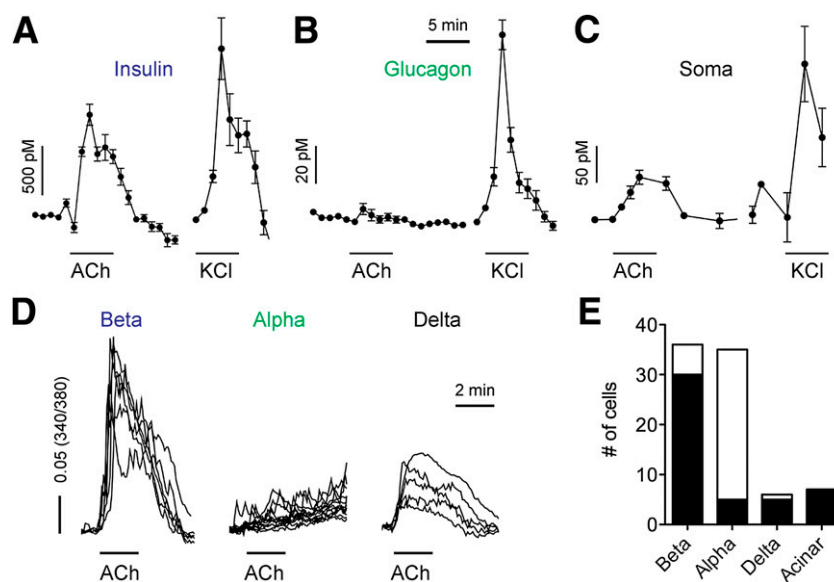 A
B
5 min
C
Insulin
Glucagon
Soma
500 pM
20 pM
50 pM
ACh
KCl
ACh
KCl
ACh
KCl
D
Beta
Alpha
Delta
2 min
0.05 (340/380)
ACh
ACh
ACh
E
# of cells
40
30
20
10
0
Beta
Alpha
Delta
Acinar